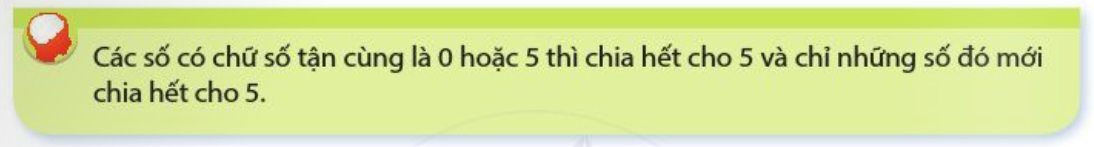 Các số có chữ số tận cùng là 0 hoặc 5 thì chia hết cho 5 và chỉ những số đó mới
chia hết cho 5.